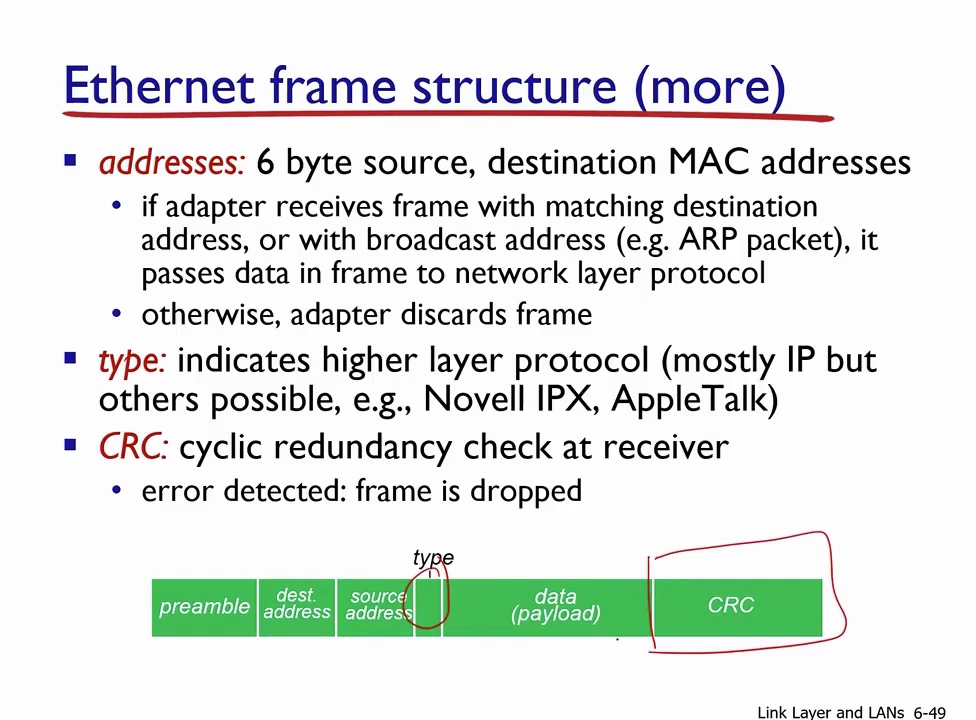 Ethernet frame structure (more)
addresses: 6 byte source, destination MAC addresses
if adapter receives frame with matching destination
address, or with broadcast address (e.g. ARP packet), it
passes data in frame to network layer protocol
otherwise, adapter discards frame
type: indicates higher layer protocol (mostly IP but
others possible, e.g., Novell IPX, AppleTalk)
CRC: cyclic redundancy check at receiver
error detected: frame is dropped
type
preamble
dest.
address
source
address
data
(payload)
CRC
Link Layer and LANs 6-49